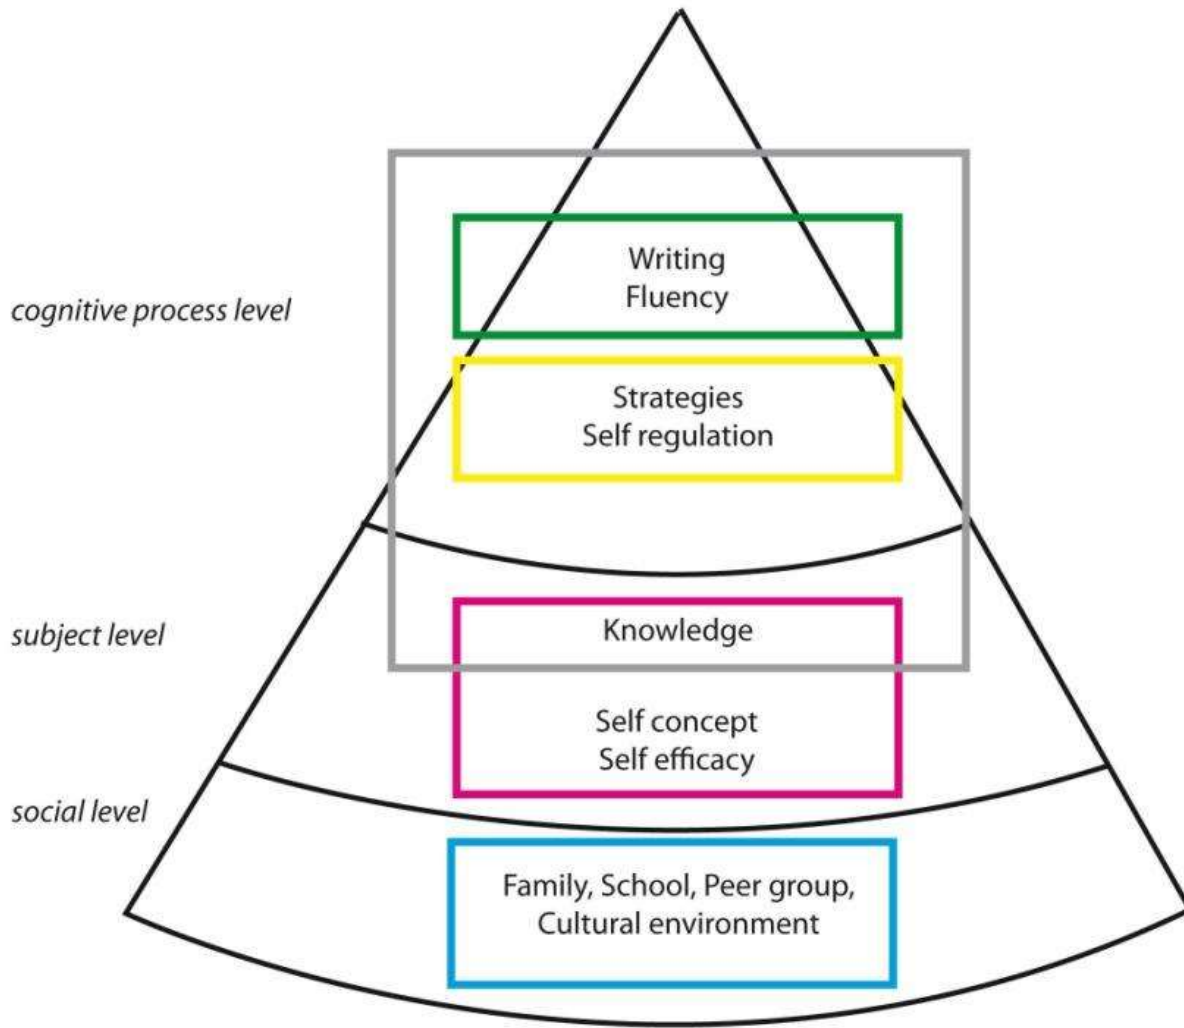 Writing
Fluency
cognitive process level
Strategies
Self regulation
subject level
Knowledge
Self concept
Self efficacy
social level
Family, School, Peer group,
Cultural environment